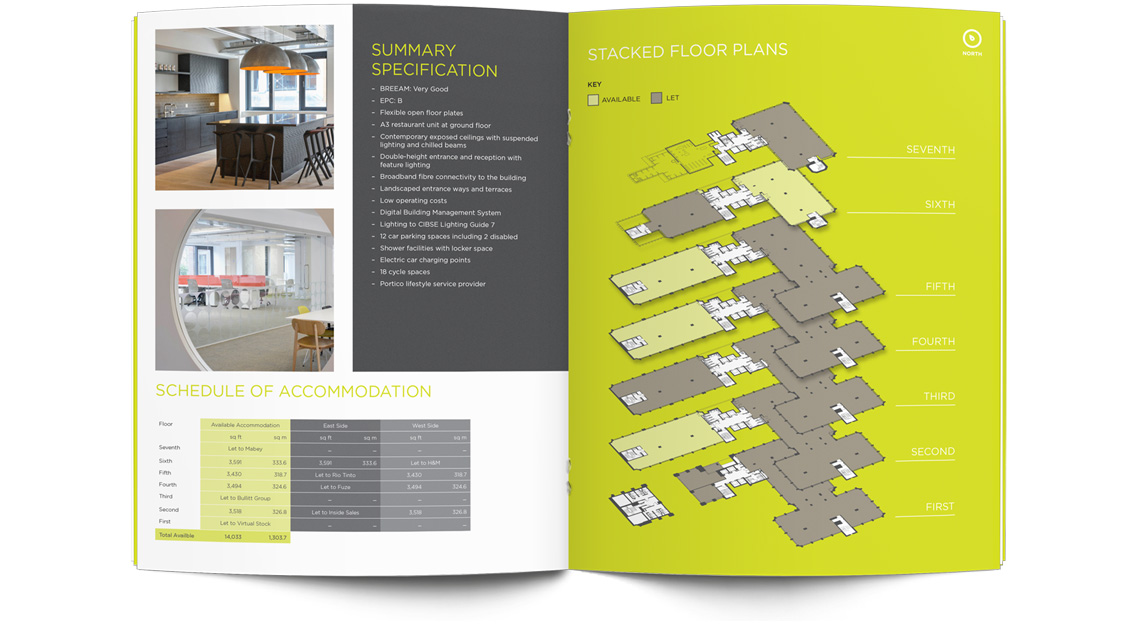 SUMMARY
SPECIFICATION
– BREEAM: Very Good
– EPC: B
– Flexible open floor plates
– A3 restaurant unit at ground floor
– Contemporary exposed ceilings with suspended
lighting and chilled beams
– Double-height entrance and reception with
feature lighting
– Broadband fibre connectivity to the building
– Landscaped entrance ways and terraces
– Low operating costs
– Digital Building Management System
– Lighting to CIBSE Lighting Guide 7
– 12 car parking spaces including 2 disabled
– Shower facilities with locker space
– Electric car charging points
– 18 cycle spaces
– Portico lifestyle service provider
SCHEDULE OF ACCOMMODATION
Floor Available Accommodation East Side West Side
sq ft sq m sq ft sq m sq ft sq m
Seventh Let to Mabey – – – –
Sixth 3,591 333.6 3,591 333.6 Let to H&M
Fifth 3,430 318.7 Let to Rio Tinto 3,430 318.7
Fourth 3,494 324.6 Let to Fuze 3,494 324.6
Third Let to Bullitt Group – – – –
Second 3,518 326.8 Let to Inside Sales 3,518 326.8
First Let to Virtual Stock – – – –
Total Availible 14,033 1,303.7
STACKED FLOOR PLANS
NORTH
KEY
AVAILABLE LET
SEVENTH
SIXTH
FIFTH
FOURTH
THIRD
SECOND
FIRST